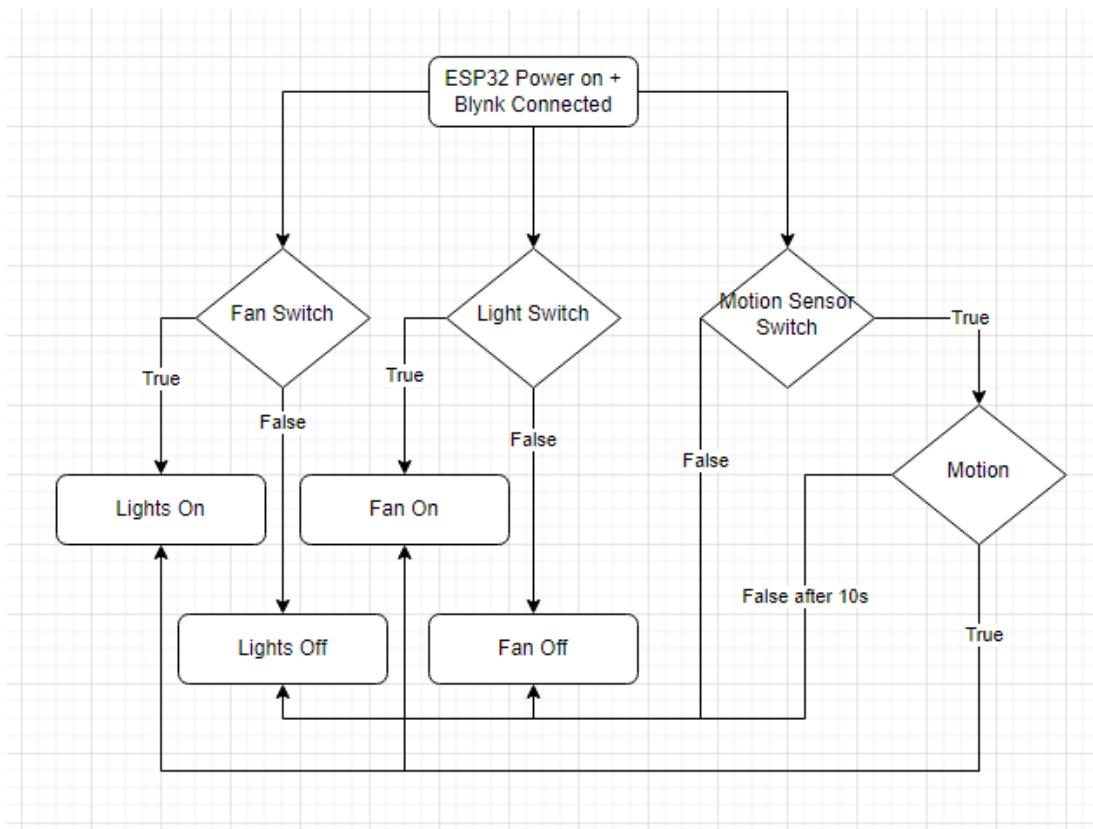 ESP32 Power on +
Blynk Connected
Fan Switch
Light Switch
Motion Sensor
Switch
True
True
True
False
False
False
Motion
Lights On
Fan On
False after 10s
True
Lights Off
Fan Off